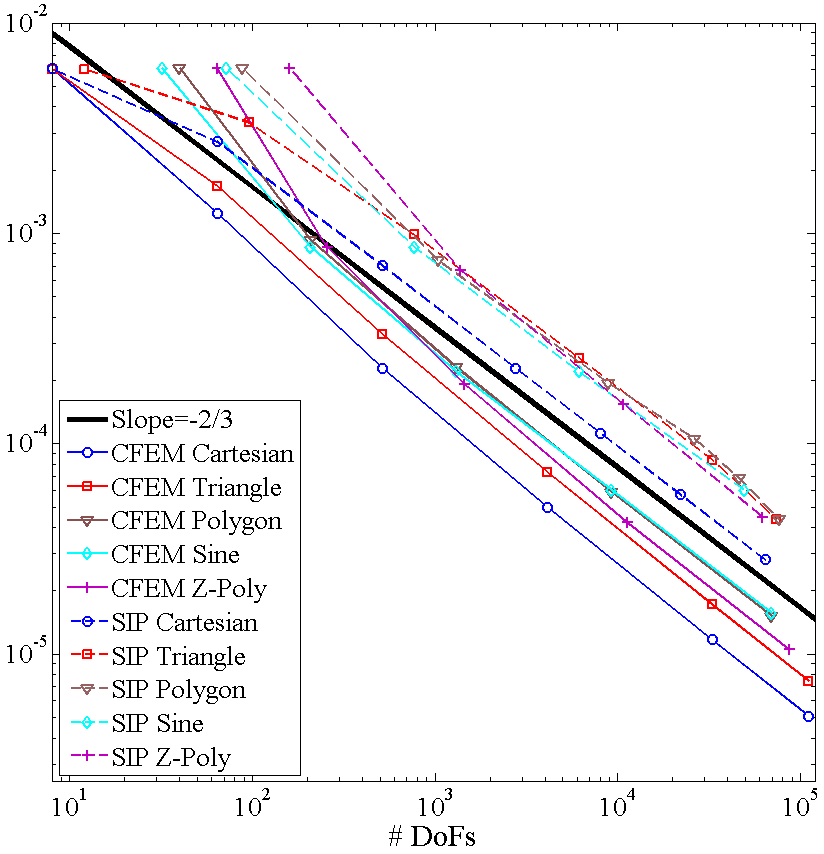 10^-2
10^-3
10^-4
10^-5
Slope=-2/3
CFEM Cartesian
CFEM Triangle
CFEM Polygon
CFEM Sine
CFEM Z-Poly
SIP Cartesian
SIP Triangle
SIP Polygon
SIP Sine
SIP Z-Poly
10^1 10^2 10^3 10^4 10^5
# DoFs